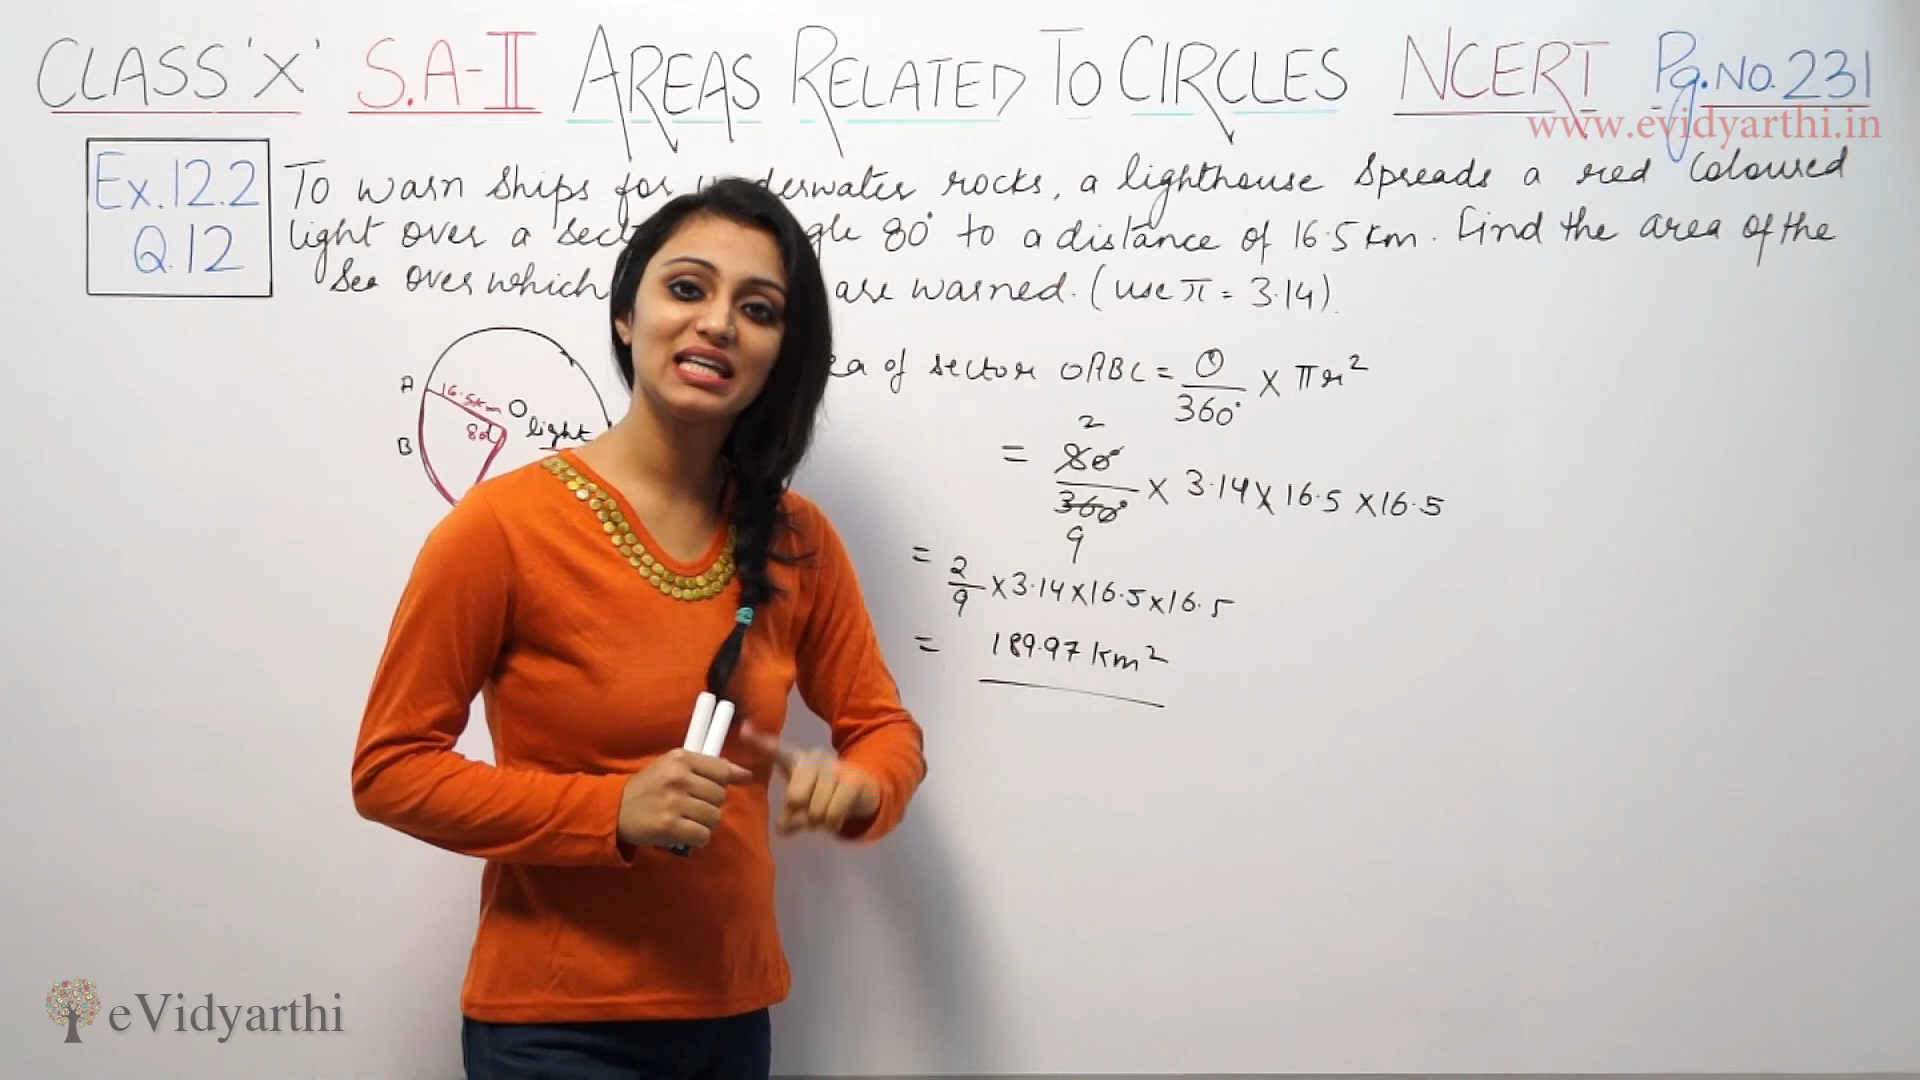 CLASS 'X' S.A-II AREAS RELATED TO CIRCLES NCERT Pg.No.231
www.evidyarthi.in
Ex.12.2
Q.12
To warn ships for underwater rocks, a lighthouse spreads a red coloured
light over a sect gle 80° to a distance of 16.5 km. Find the area of the
See over which are warned. (use π = 3.14).
A
16.5km
O
80°
light
B
ea of sector OABC = θ/360° × πr²
2
= 80°/360° × 3.14 × 16.5 × 16.5
9
= 2/9 × 3.14 × 16.5 × 16.5
= 189.97 km²
eVidyarthi